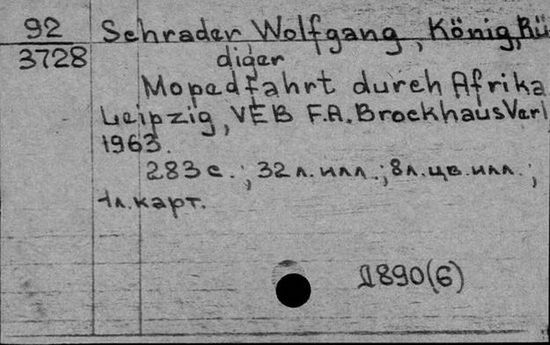 92 Schrader Wolfgang, König, Rü
3728 diger
Mopedfahrt durch Afrika
Leipzig, VEB F.A. Brockhaus Verl
1963.
283 с.; 32 л. илл.; 8 л. цв. илл.;
1 л. карт.
Д890(6)